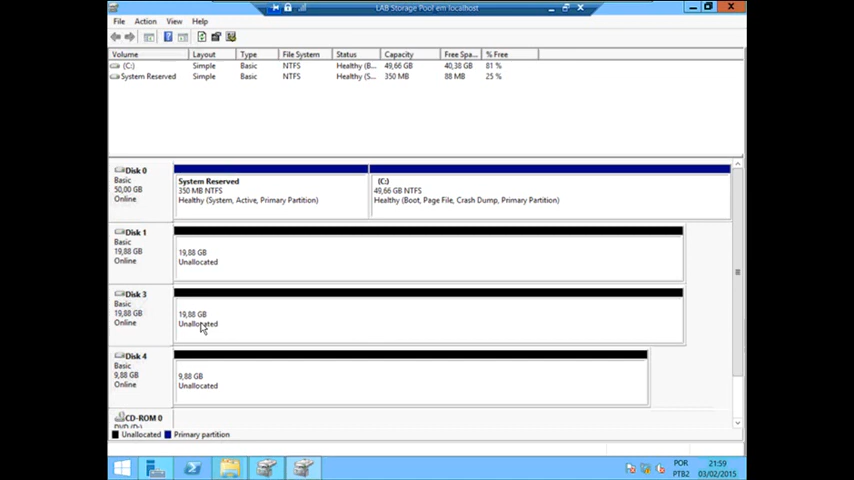 LAB Storage Pool em localhost
File Action View Help
Volume Layout Type File System Status Capacity Free Spa... % Free
(C:) Simple Basic NTFS Healthy (B... 49,66 GB 40,38 GB 81 %
System Reserved Simple Basic NTFS Healthy (S... 350 MB 88 MB 25 %
Disk 0
Basic
50,00 GB
Online
System Reserved
350 MB NTFS
Healthy (System, Active, Primary Partition)
(C:)
49,66 GB NTFS
Healthy (Boot, Page File, Crash Dump, Primary Partition)
Disk 1
Basic
19,88 GB
Online
19,88 GB
Unallocated
Disk 3
Basic
19,88 GB
Online
19,88 GB
Unallocated
Disk 4
Basic
9,88 GB
Online
9,88 GB
Unallocated
CD-ROM 0
DVD (D:)
Unallocated Primary partition
POR 21:59
PTB2 03/02/2015